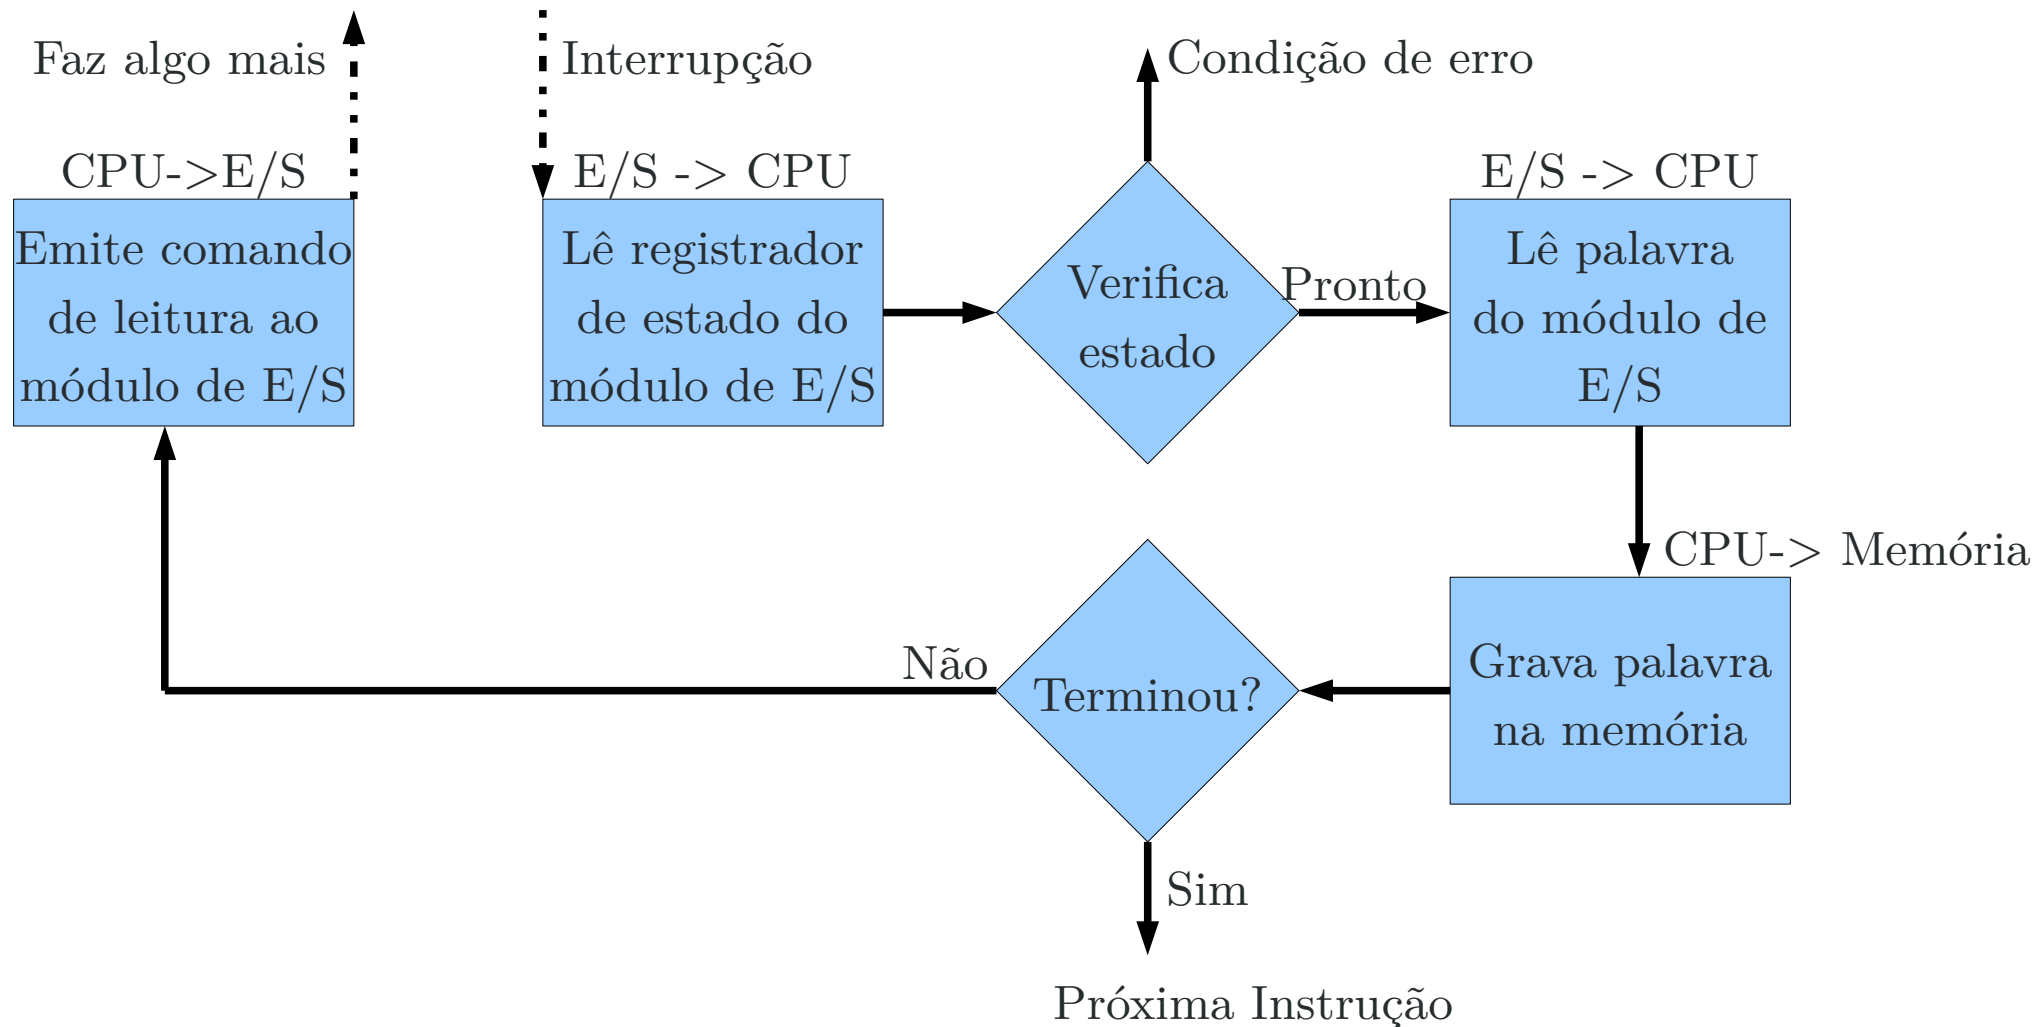 Faz algo mais
Interrupção
Condição de erro
CPU->E/S
E/S -> CPU
E/S -> CPU
Emite comando
de leitura ao
módulo de E/S
Lê registrador
de estado do
módulo de E/S
Verifica
estado
Pronto
Lê palavra
do módulo de
E/S
CPU-> Memória
Grava palavra
na memória
Terminou?
Não
Sim
Próxima Instrução